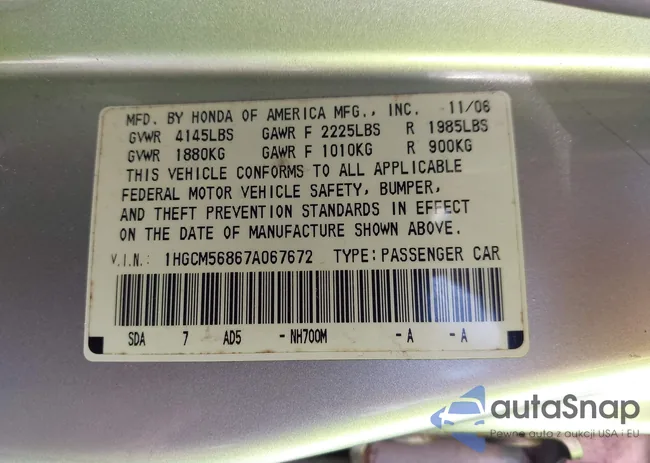 MFD. BY HONDA OF AMERICA MFG., INC. 11/06
GVWR 4145LBS GAWR F 2225LBS R 1985LBS
GVWR 1880KG GAWR F 1010KG R 900KG
THIS VEHICLE CONFORMS TO ALL APPLICABLE
FEDERAL MOTOR VEHICLE SAFETY, BUMPER,
AND THEFT PREVENTION STANDARDS IN EFFECT
ON THE DATE OF MANUFACTURE SHOWN ABOVE.
V.I.N.: 1HGCM56867A067672 TYPE: PASSENGER CAR
SDA 7 AD5 - NH700M - A - A
autaSnap
Pewne auto z aukcji USA i EU